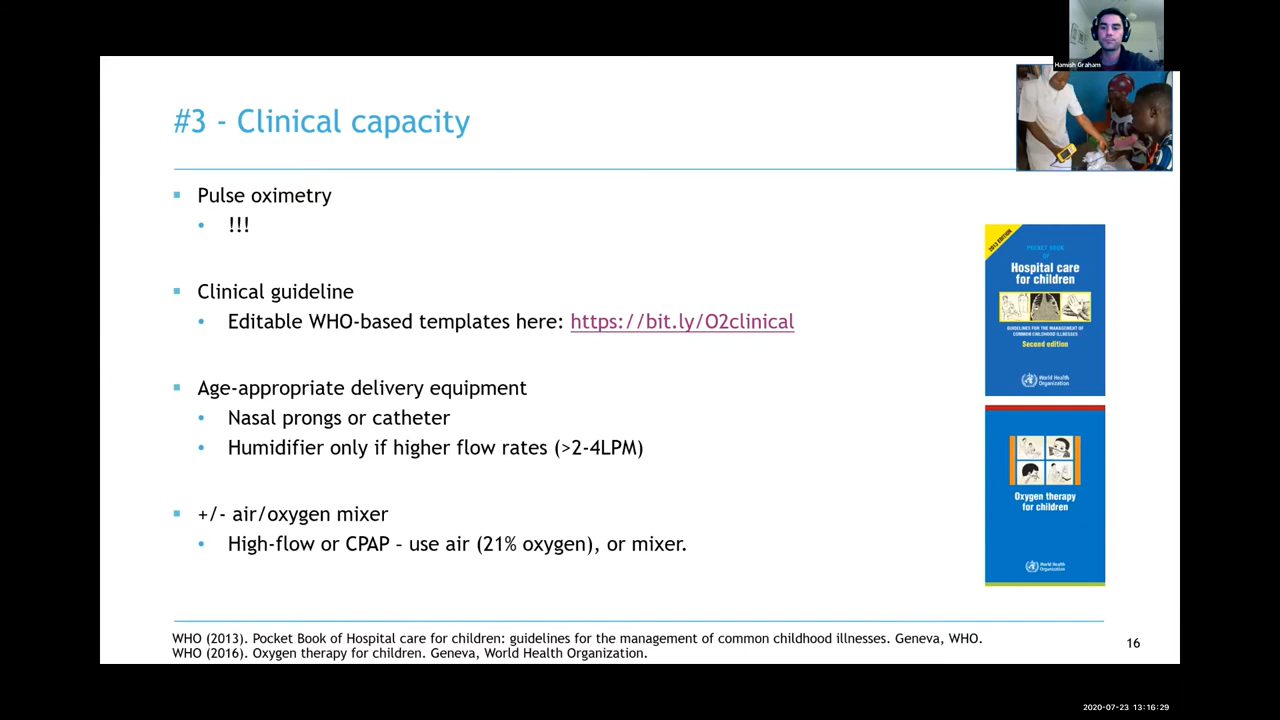 Hamish Graham
#3 - Clinical capacity
Pulse oximetry
!!!
Clinical guideline
Editable WHO-based templates here: https://bit.ly/O2clinical
Age-appropriate delivery equipment
Nasal prongs or catheter
Humidifier only if higher flow rates (>2-4LPM)
+/- air/oxygen mixer
High-flow or CPAP – use air (21% oxygen), or mixer.
2013 EDITION
POCKET BOOK
OF
Hospital care
for children
GUIDELINES FOR THE MANAGEMENT OF
COMMON CHILDHOOD ILLNESSES
Second edition
World Health
Organization
Oxygen therapy
for children
World Health
Organization
WHO (2013). Pocket Book of Hospital care for children: guidelines for the management of common childhood illnesses. Geneva, WHO.
WHO (2016). Oxygen therapy for children. Geneva, World Health Organization.
16
2020-07-23 13:16:29